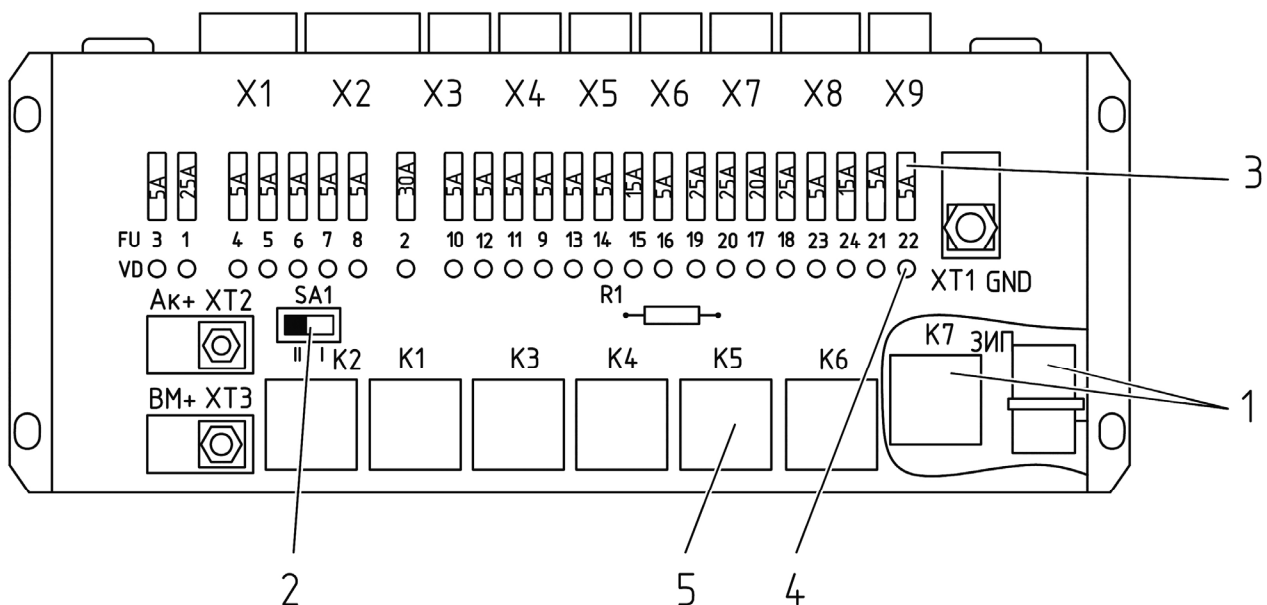 X1 X2 X3 X4 X5 X6 X7 X8 X9
5A 25A 5A 5A 5A 5A 5A 30A 5A 5A 5A 5A 5A 5A 15A 5A 25A 25A 20A 25A 5A 15A 5A 5A
3
FU 3 1 4 5 6 7 8 2 10 12 11 9 13 14 15 16 19 20 17 18 23 24 21 22
VD
XT1 GND
Ак+ XT2 SA1 R1
II I
K2 K1 K3 K4 K5 K6 K7 ЗИП
ВМ+ XT3
1
2 5 4